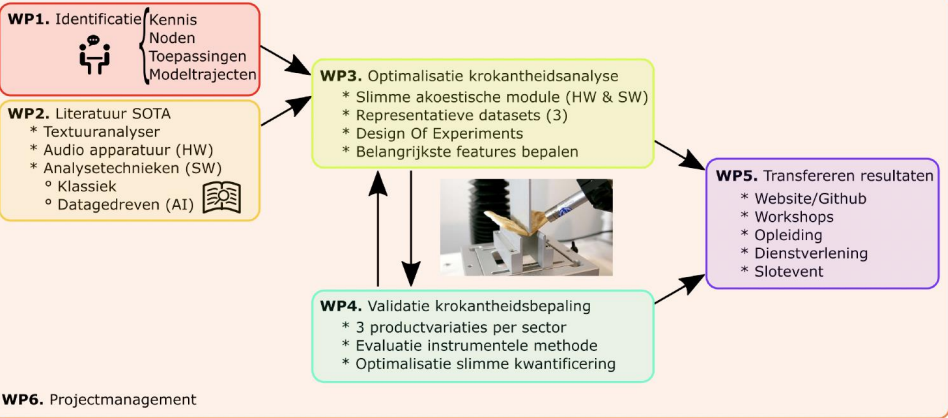 WP1. Identificatie
Kennis
Noden
Toepassingen
Modeltrajecten
WP2. Literatuur SOTA
* Textuuranalyser
* Audio apparatuur (HW)
* Analysetechnieken (SW)
° Klassiek
° Datagedreven (AI)
WP3. Optimalisatie krokantheidsanalyse
* Slimme akoestische module (HW & SW)
* Representatieve datasets (3)
* Design Of Experiments
* Belangrijkste features bepalen
WP4. Validatie krokantheidsbepaling
* 3 productvariaties per sector
* Evaluatie instrumentele methode
* Optimalisatie slimme kwantificering
WP5. Transfereren resultaten
* Website/Github
* Workshops
* Opleiding
* Dienstverlening
* Slotevent
WP6. Projectmanagement